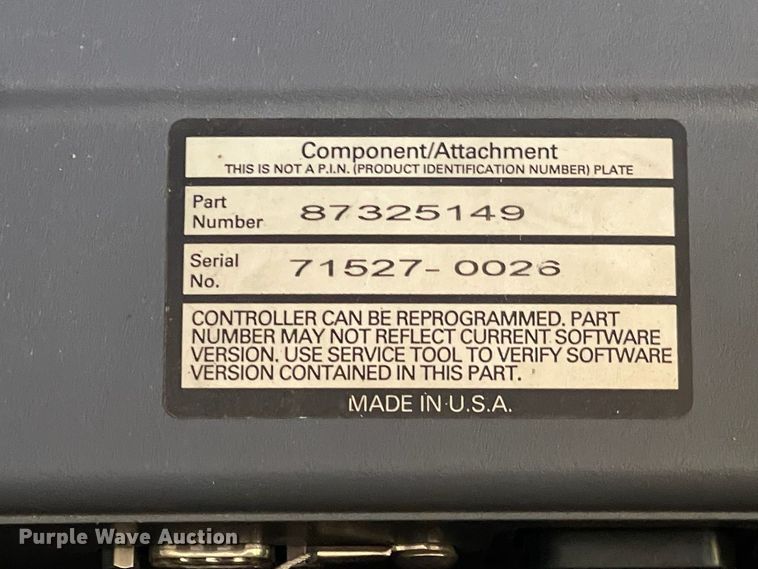 Component/Attachment
THIS IS NOT A P.I.N. (PRODUCT IDENTIFICATION NUMBER) PLATE
Part
Number 87325149
Serial
No. 71527-0026
CONTROLLER CAN BE REPROGRAMMED. PART
NUMBER MAY NOT REFLECT CURRENT SOFTWARE
VERSION. USE SERVICE TOOL TO VERIFY SOFTWARE
VERSION CONTAINED IN THIS PART.
MADE IN U.S.A.
Purple Wave Auction